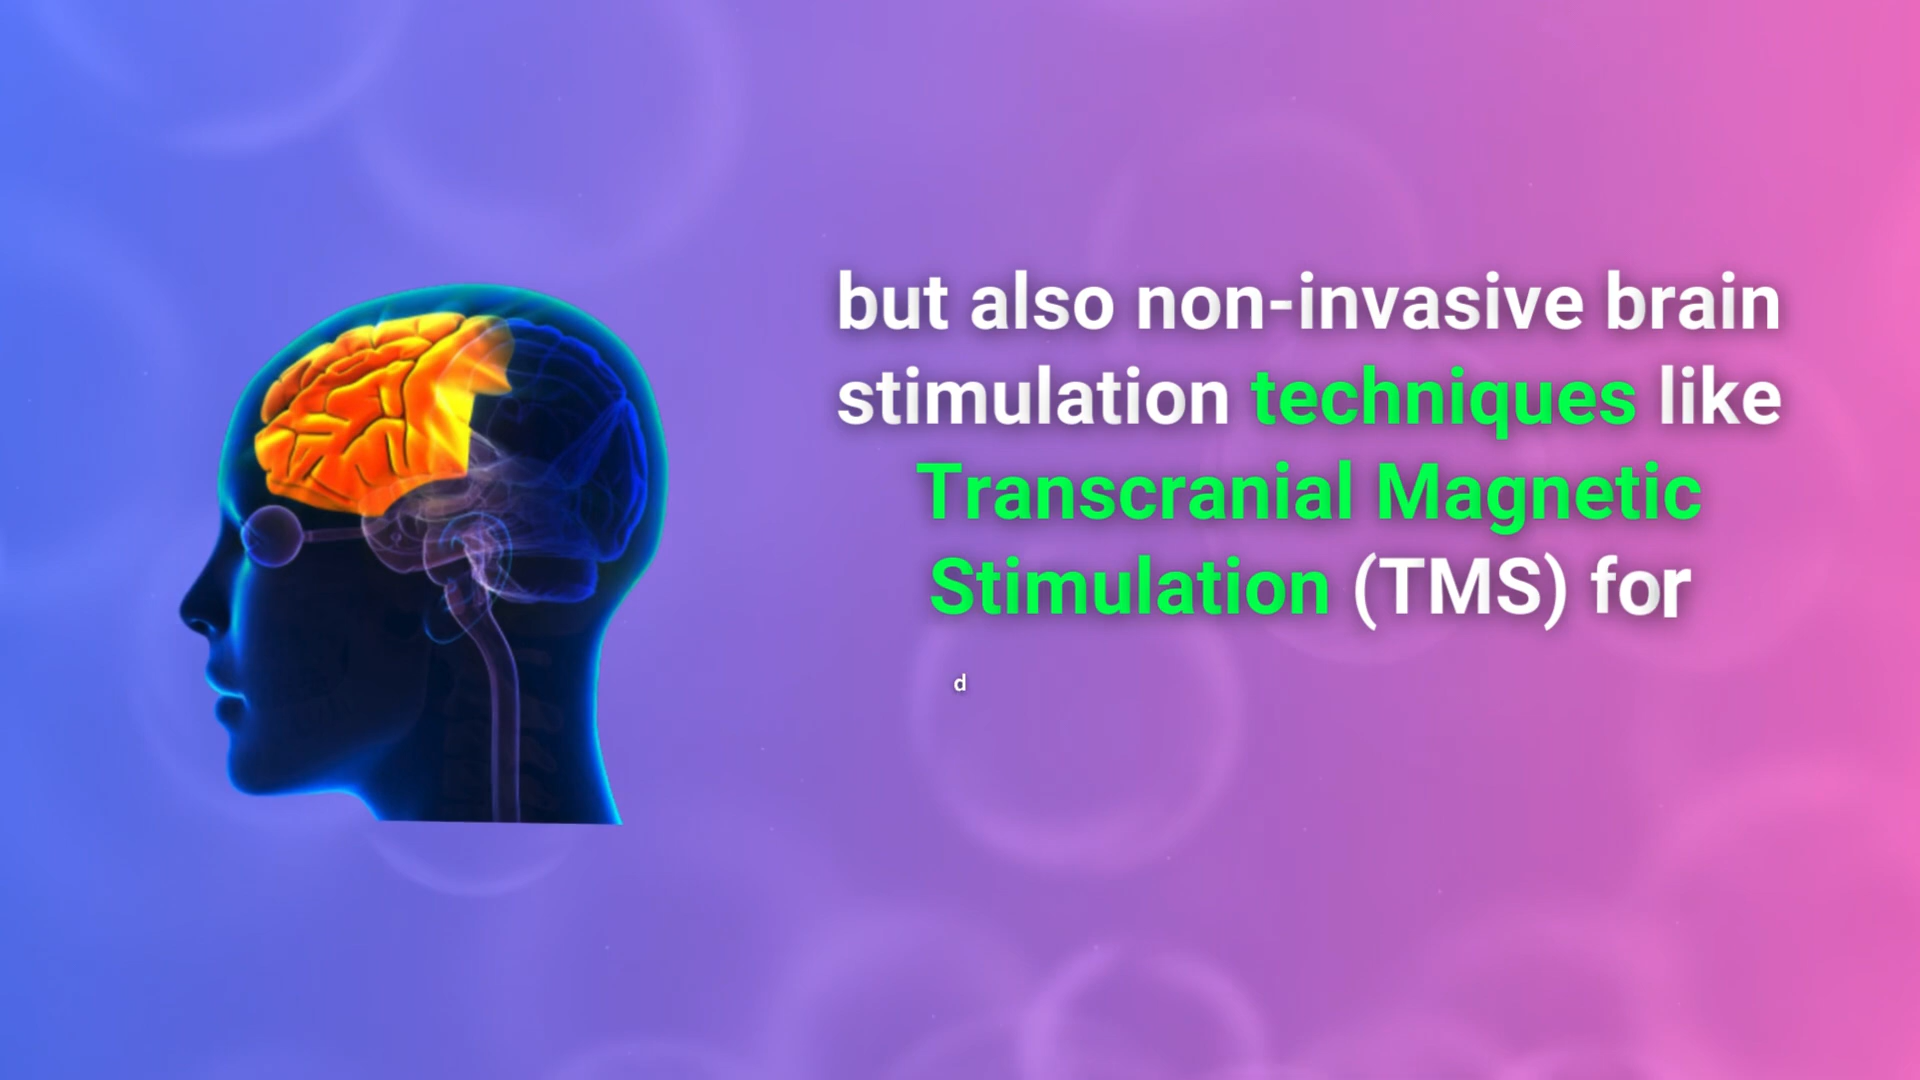 but also non-invasive brain
stimulation techniques like
Transcranial Magnetic
Stimulation (TMS) for
d